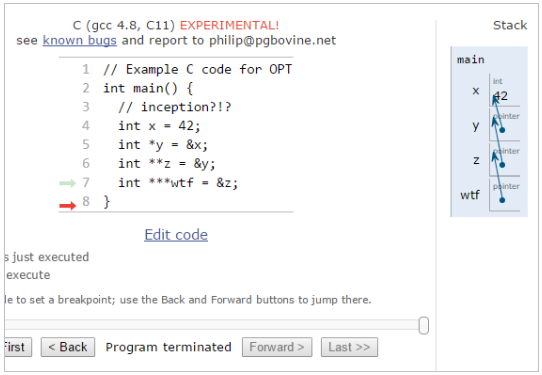 C (gcc 4.8, C11) EXPERIMENTAL!
see known bugs and report to philip@pgbovine.net
1 // Example C code for OPT
2 int main() {
3 // inception?!?
4 int x = 42;
5 int *y = &x;
6 int **z = &y;
7 int ***wtf = &z;
8 }
Edit code
s just executed
execute
le to set a breakpoint; use the Back and Forward buttons to jump there.
First
< Back
Program terminated
Forward >
Last >>
Stack
main
int
x 42
pointer
y
pointer
z
pointer
wtf